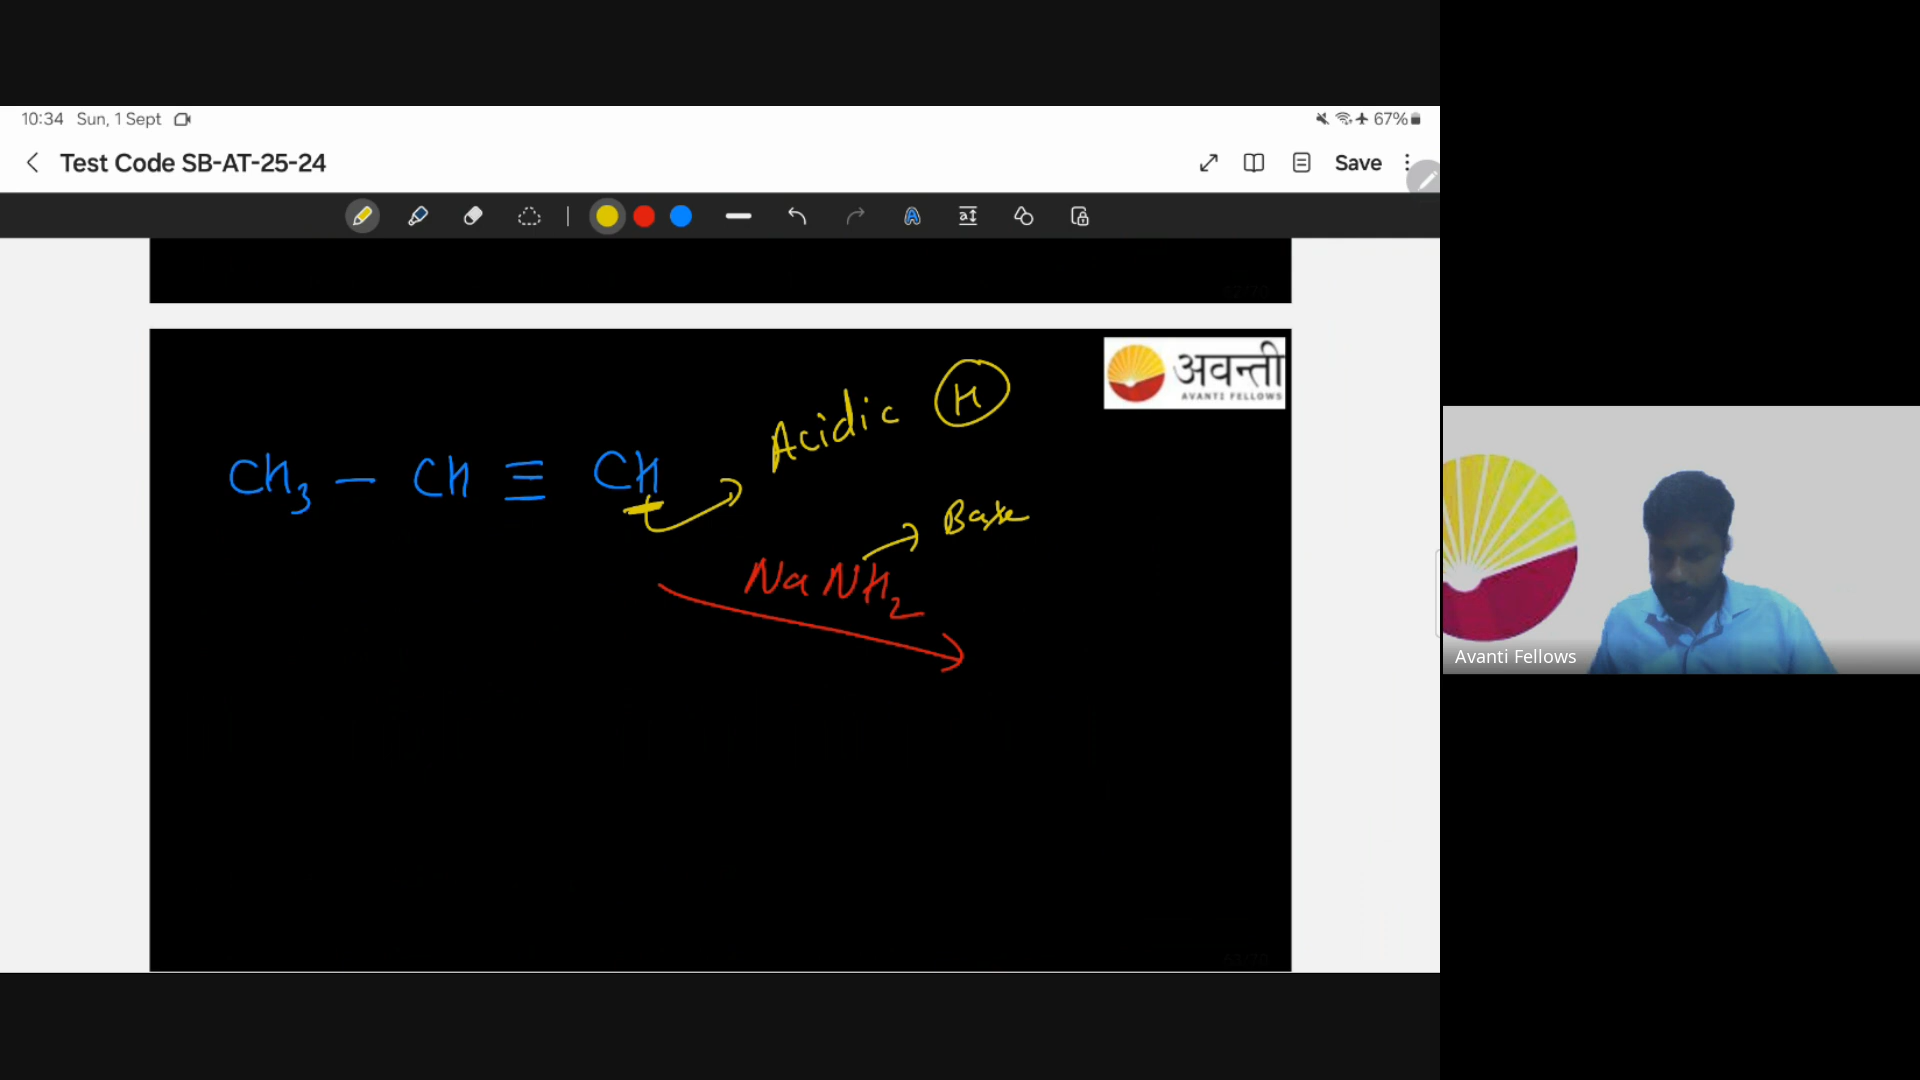 10:34 Sun, 1 Sept 67%
Test Code SB-AT-25-24 Save
अवन्ती
AVANTI FELLOWS
Acidic H
CH₃ – CH ≡ CH
Base
NaNH₂
Avanti Fellows